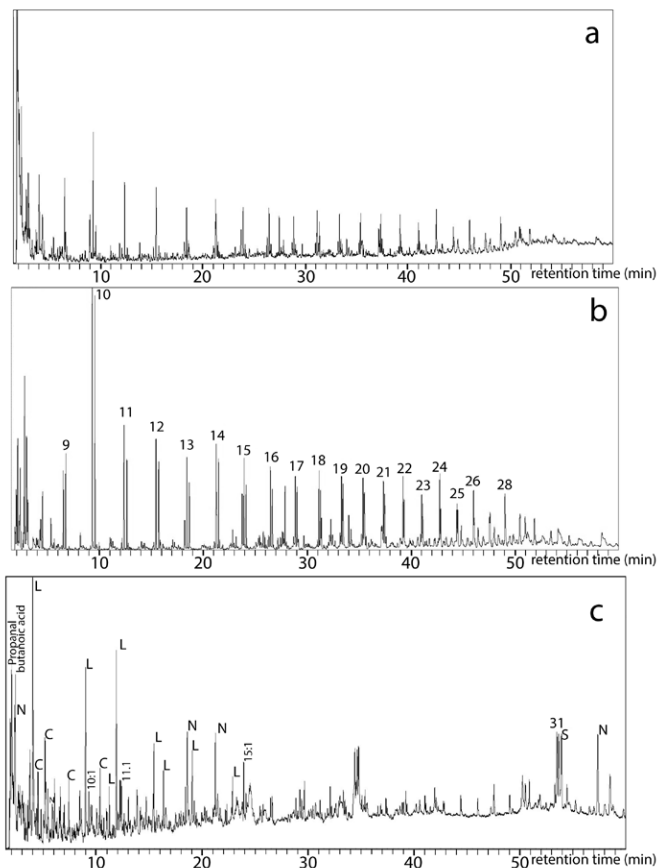 a
10 20 30 40 50
retention time (min)
b
10
9
11
12
13
14
15
16
17
18
19
20
21
22
23
24
25
26
28
10 20 30 40 50
retention time (min)
c
Propanal
butanoic acid
N
L
C
C
C
L
10:1
C
L
L
11.1
L
L
N
L
N
L
15:1
31
S
N
10 20 30 40 50
retention time (min)